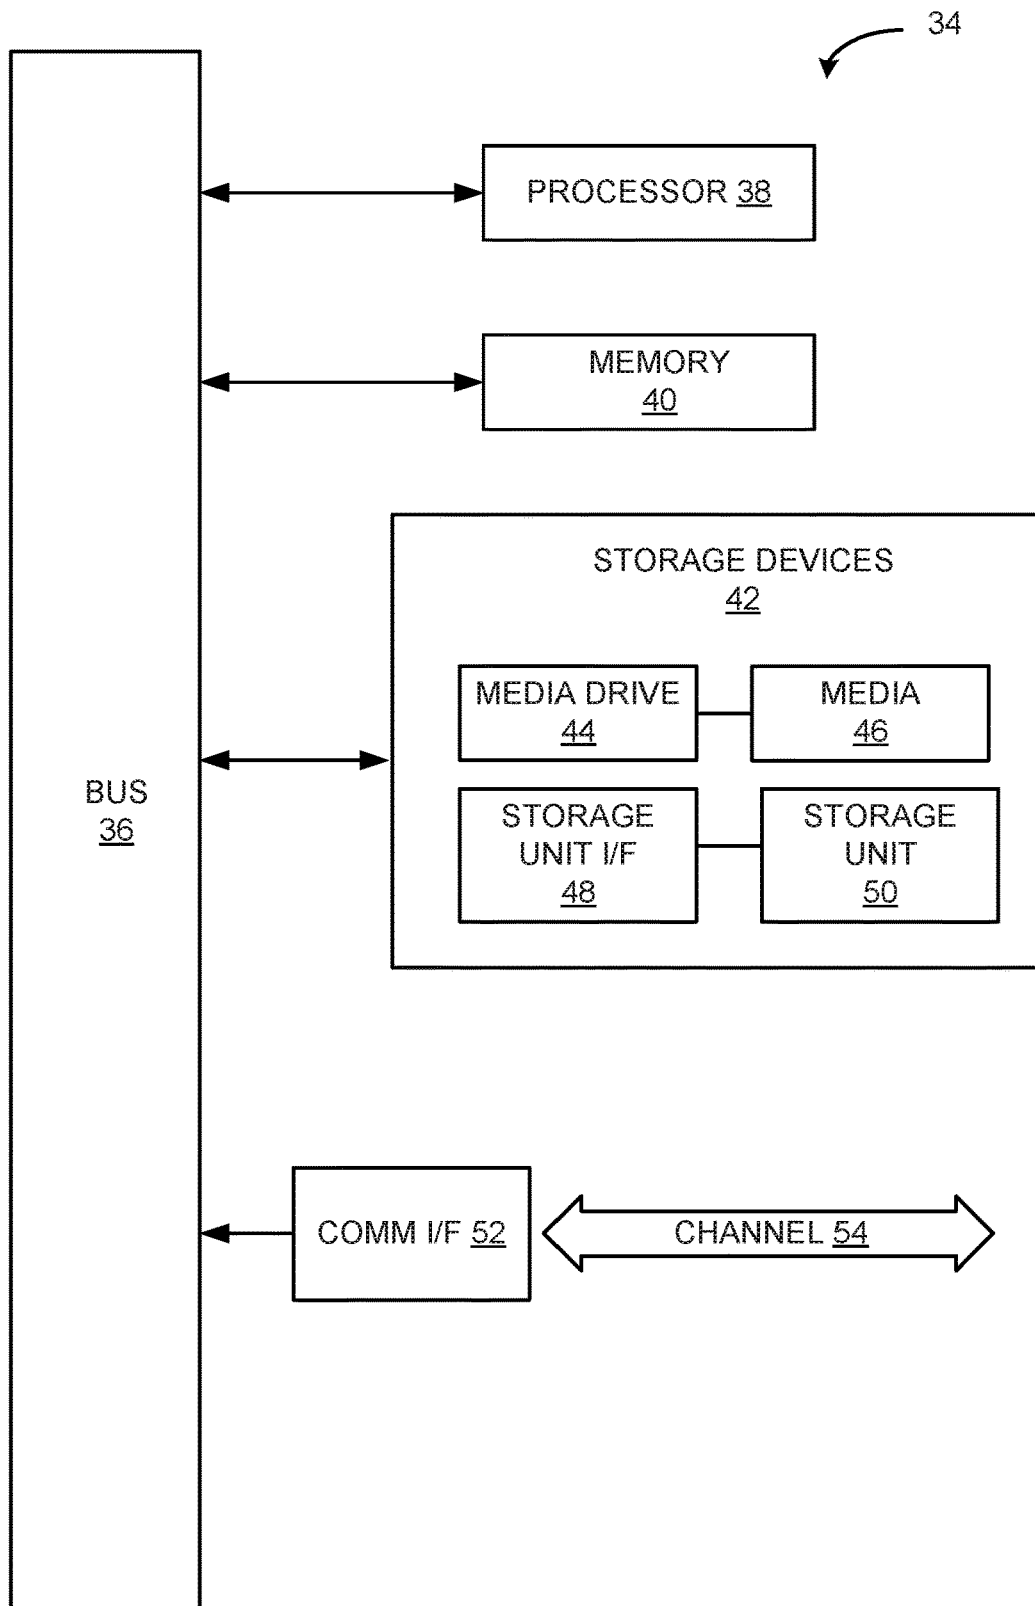 34
PROCESSOR 38
MEMORY
40
STORAGE DEVICES
42
MEDIA DRIVE
44
MEDIA
46
BUS
36
STORAGE
UNIT I/F
48
STORAGE
UNIT
50
COMM I/F 52
CHANNEL 54